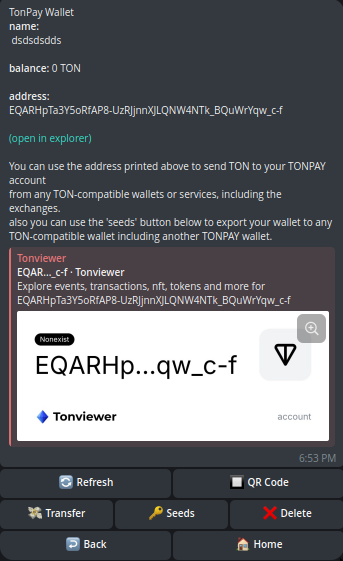 TonPay Wallet
name:
dsdsdsdds
balance: 0 TON
address:
EQARHpTa3Y5oRfAP8-UzRJjnnXJLQNW4NTk_BQuWrYqw_c-f
(open in explorer)
You can use the address printed above to send TON to your TONPAY
account
from any TON-compatible wallets or services, including the
exchanges.
also you can use the 'seeds' button below to export your wallet to any
TON-compatible wallet including another TONPAY wallet.
Tonviewer
EQAR..._c-f · Tonviewer
Explore events, transactions, nft, tokens and more for
EQARHpTa3Y5oRfAP8-UzRJjnnXJLQNW4NTk_BQuWrYqw_c-f
Nonexist
EQARHp...qw_c-f
Tonviewer
account
6:53 PM
Refresh
QR Code
Transfer
Seeds
Delete
Back
Home